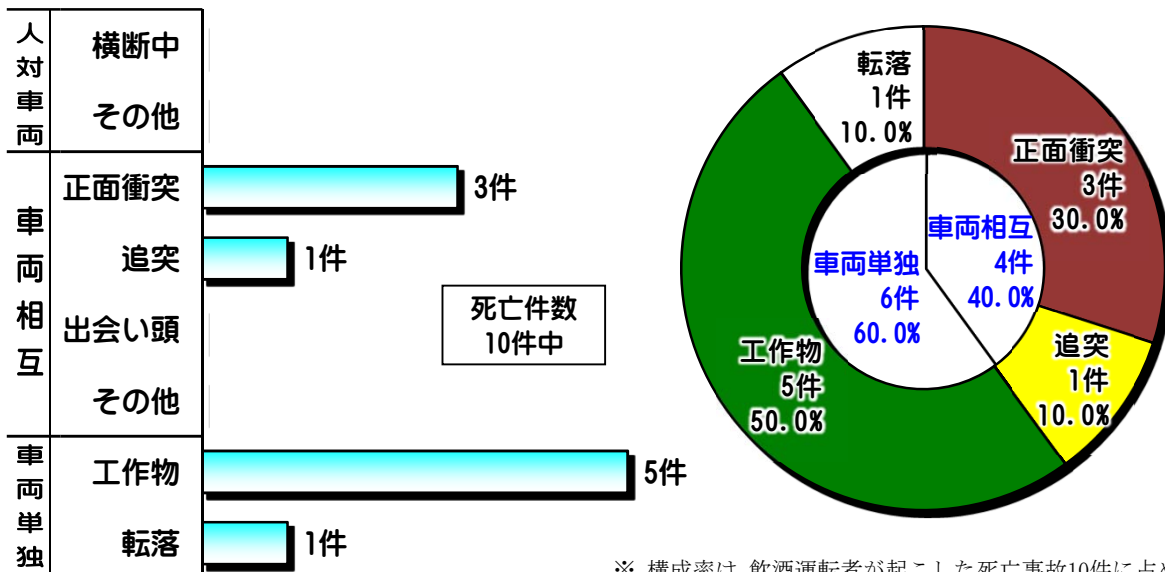 人対車両
横断中
その他
車両相互
正面衝突
3件
追突
1件
出会い頭
その他
車両単独
工作物
5件
転落
1件
死亡件数
10件中
転落
1件
10.0%
正面衝突
3件
30.0%
車両相互
4件
40.0%
車両単独
6件
60.0%
工作物
5件
50.0%
追突
1件
10.0%
※ 構成率は、飲酒運転者が起こした死亡事故10件に占